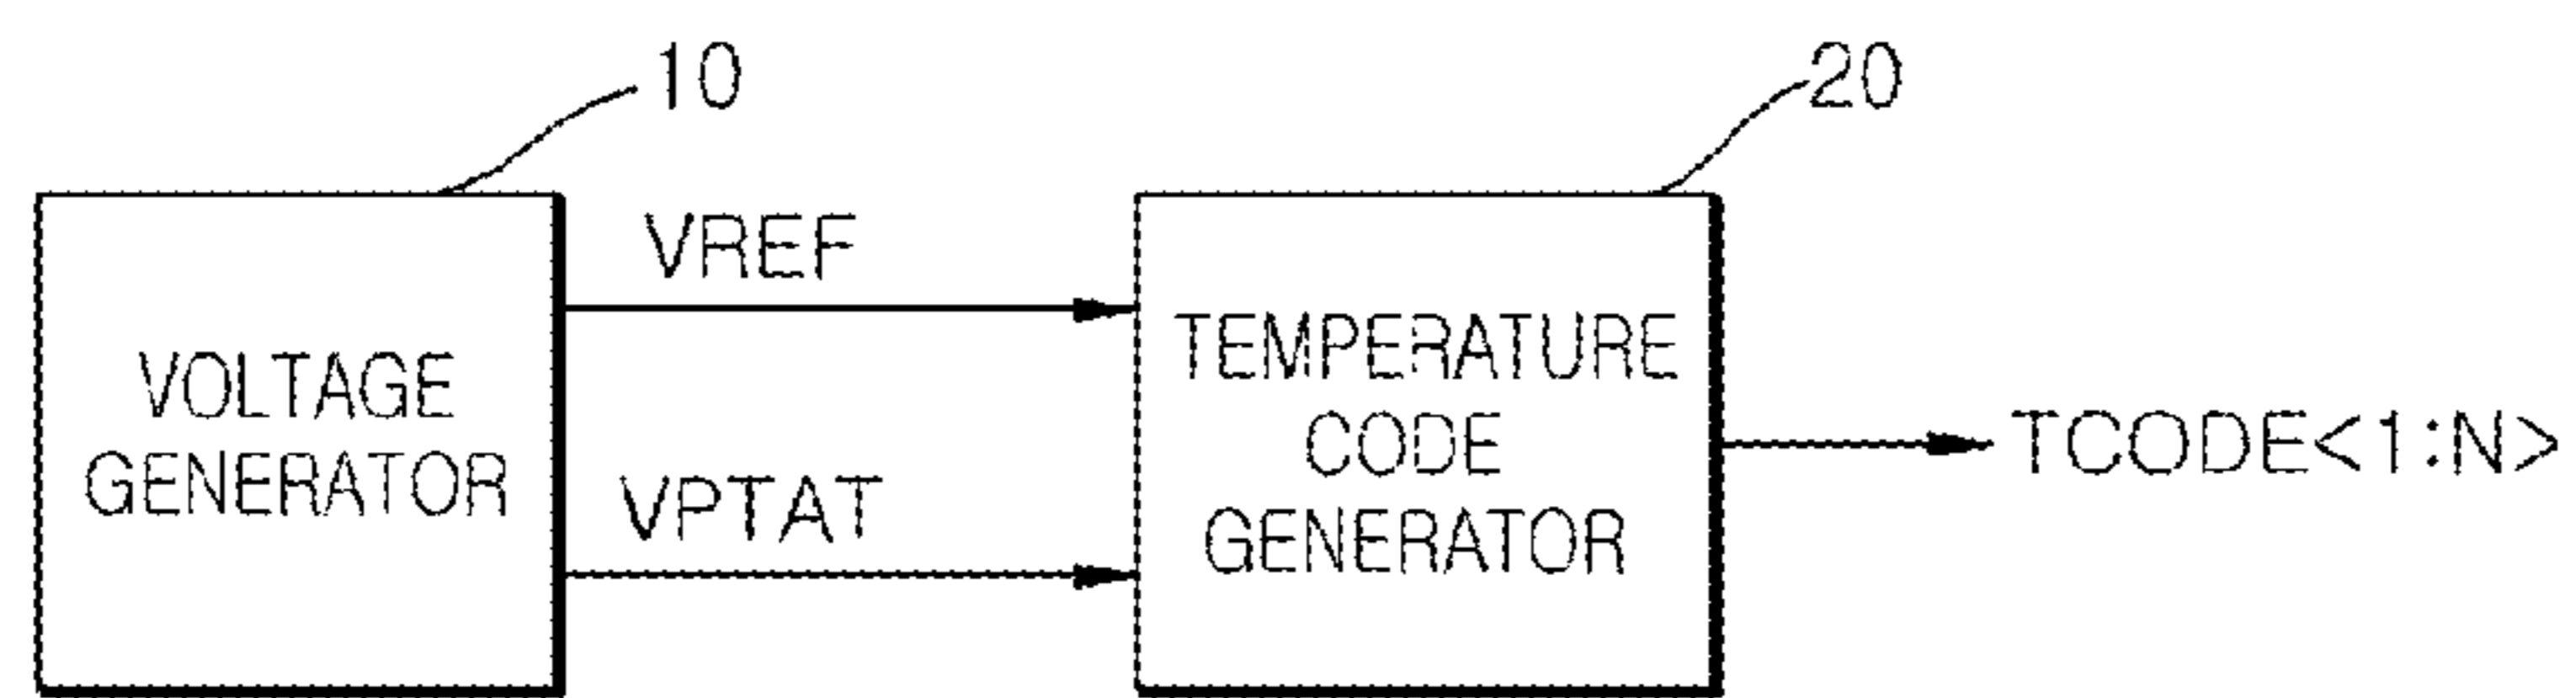 10
20
VOLTAGE
GENERATOR
VREF
VPTAT
TEMPERATURE
CODE
GENERATOR
TCODE<1:N>